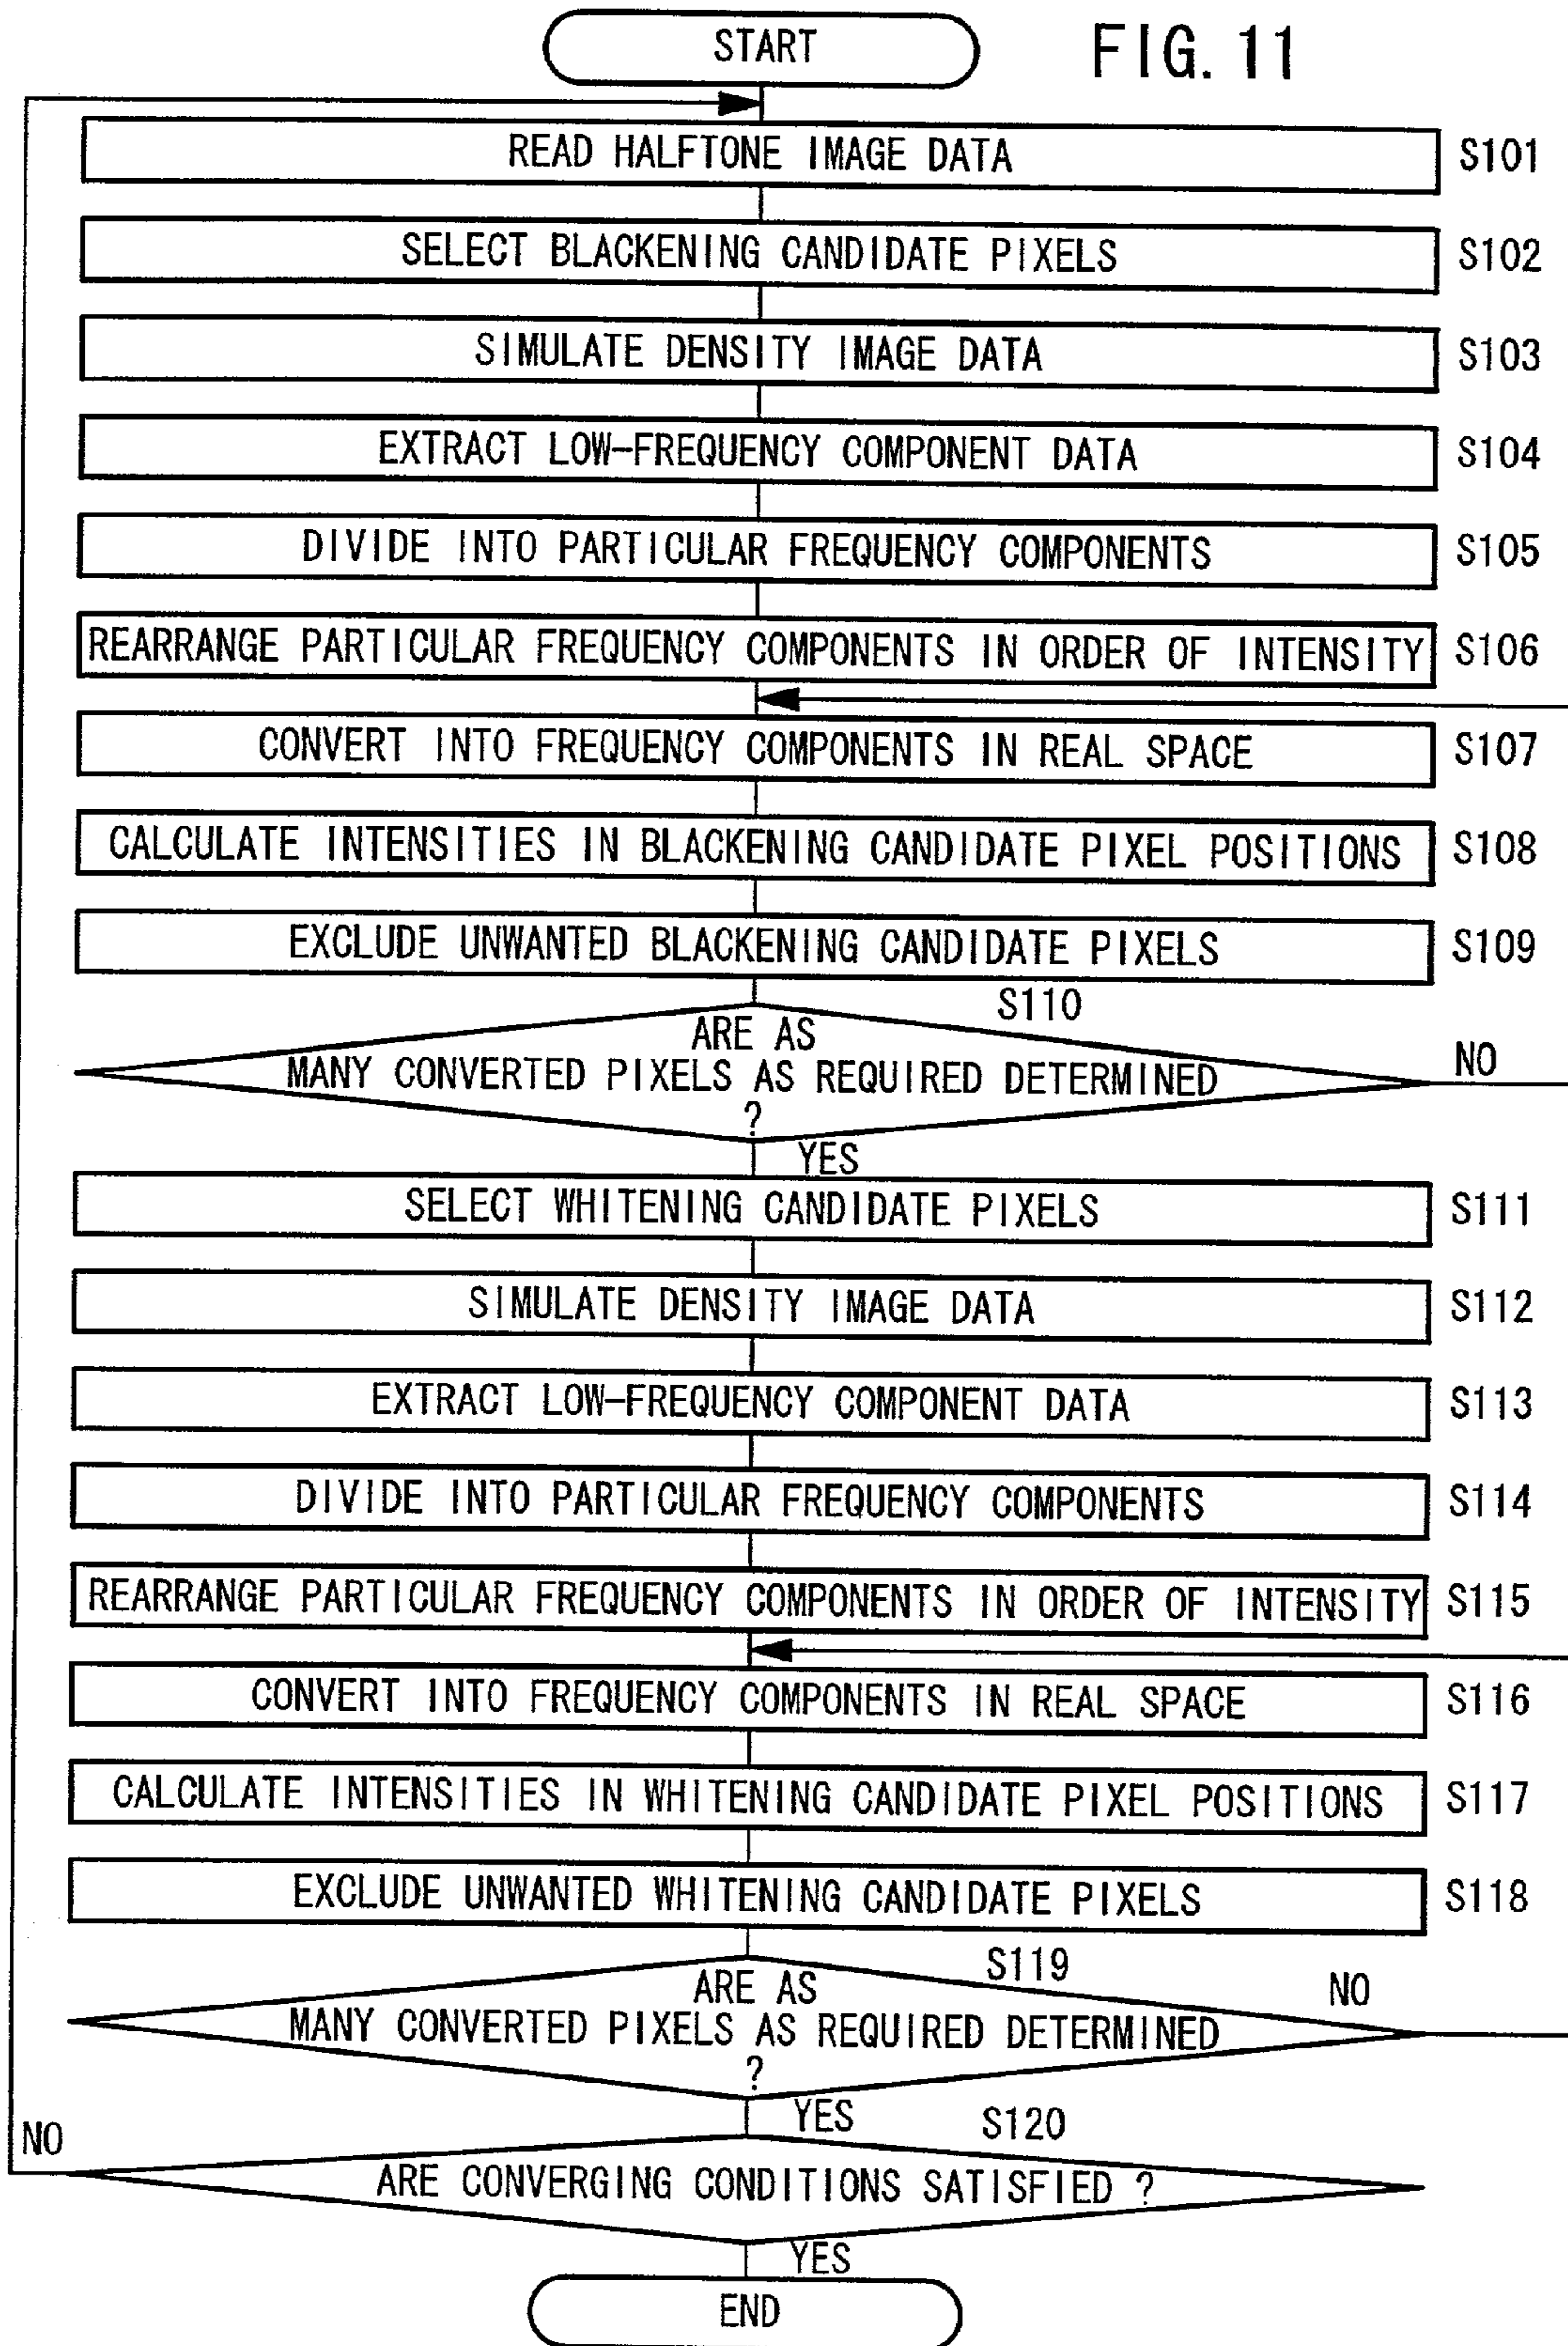 START
FIG. 11
READ HALFTONE IMAGE DATA S101
SELECT BLACKENING CANDIDATE PIXELS S102
SIMULATE DENSITY IMAGE DATA S103
EXTRACT LOW-FREQUENCY COMPONENT DATA S104
DIVIDE INTO PARTICULAR FREQUENCY COMPONENTS S105
REARRANGE PARTICULAR FREQUENCY COMPONENTS IN ORDER OF INTENSITY S106
CONVERT INTO FREQUENCY COMPONENTS IN REAL SPACE S107
CALCULATE INTENSITIES IN BLACKENING CANDIDATE PIXEL POSITIONS S108
EXCLUDE UNWANTED BLACKENING CANDIDATE PIXELS S109
S110
ARE AS
MANY CONVERTED PIXELS AS REQUIRED DETERMINED
?
NO
YES
SELECT WHITENING CANDIDATE PIXELS S111
SIMULATE DENSITY IMAGE DATA S112
EXTRACT LOW-FREQUENCY COMPONENT DATA S113
DIVIDE INTO PARTICULAR FREQUENCY COMPONENTS S114
REARRANGE PARTICULAR FREQUENCY COMPONENTS IN ORDER OF INTENSITY S115
CONVERT INTO FREQUENCY COMPONENTS IN REAL SPACE S116
CALCULATE INTENSITIES IN WHITENING CANDIDATE PIXEL POSITIONS S117
EXCLUDE UNWANTED WHITENING CANDIDATE PIXELS S118
S119
ARE AS
MANY CONVERTED PIXELS AS REQUIRED DETERMINED
?
NO
YES
S120
NO
ARE CONVERGING CONDITIONS SATISFIED ?
YES
END